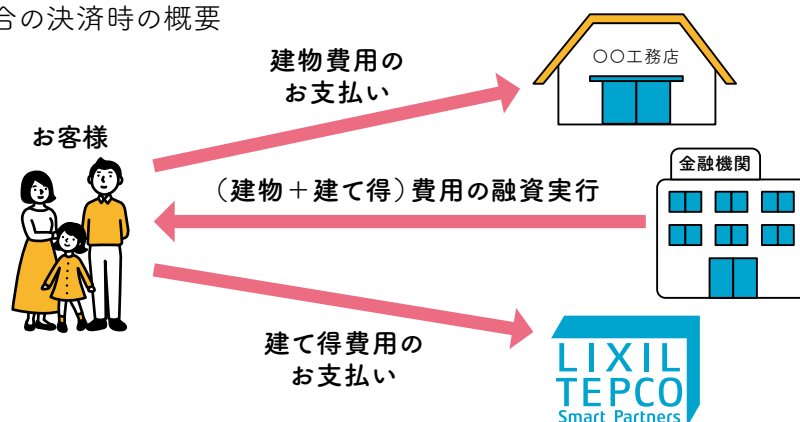 合の決済時の概要
建物費用の
お支払い
〇〇工務店
お客様
金融機関
（建物＋建て得）費用の融資実行
建て得費用の
お支払い
LIXIL
TEPCO
Smart Partners